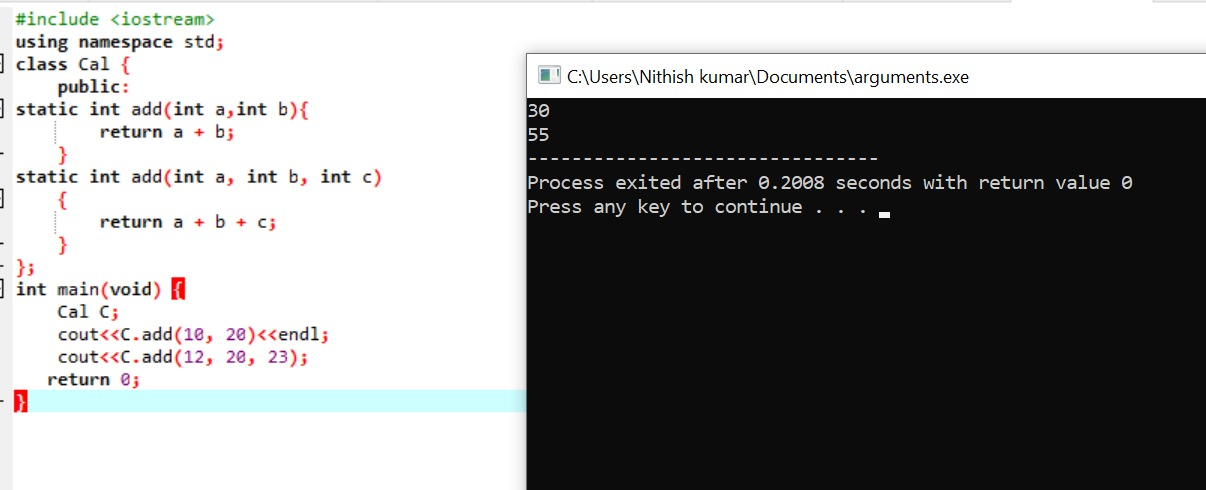 #include <iostream>
using namespace std;
class Cal {
public:
static int add(int a,int b){
return a + b;
}
static int add(int a, int b, int c)
{
return a + b + c;
}
};
int main(void) {
Cal C;
cout<<C.add(10, 20)<<endl;
cout<<C.add(12, 20, 23);
return 0;
}
C:\Users\Nithish kumar\Documents\arguments.exe
30
55
--------------------------------
Process exited after 0.2008 seconds with return value 0
Press any key to continue . . .